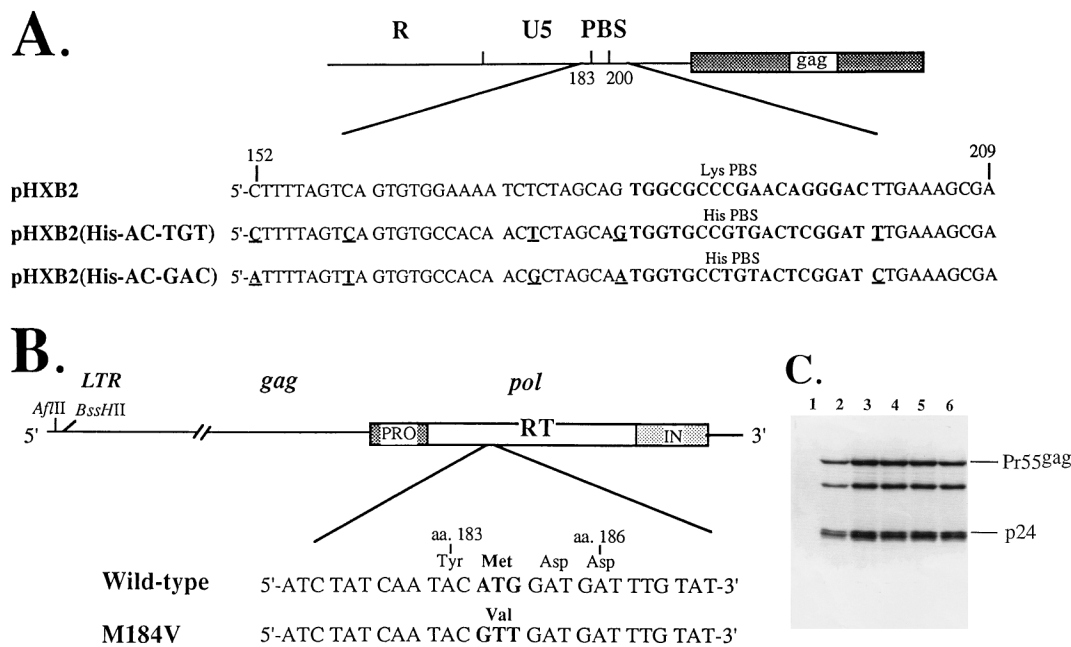 A.
R U5 PBS
183 200
gag
152 209
Lys PBS
pHXB2 5'-CTTTTAGTCA GTGTGGAAAA TCTCTAGCAG TGGCGCCCGAACAGGGAC TTGAAAGCGA
His PBS
pHXB2(His-AC-TGT) 5'-CTTTTAGTCA GTGTGCCACA ACTCTAGCAGTGGTGCCGTGACTCGGAT TTGAAAGCGA
His PBS
pHXB2(His-AC-GAC) 5'-ATTTTAGTTA GTGTGCCACA ACGCTAGCAATGGTGCCTGTACTCGGAT CTGAAAGCGA
B.
LTR gag pol
AflII BssHII
5' PRO RT IN 3'
aa. 183 aa. 186
Tyr Met Asp Asp
Wild-type 5'-ATC TAT CAA TAC ATG GAT GAT TTG TAT-3'
Val
M184V 5'-ATC TAT CAA TAC GTT GAT GAT TTG TAT-3'
C.
1 2 3 4 5 6
Pr55gag
p24